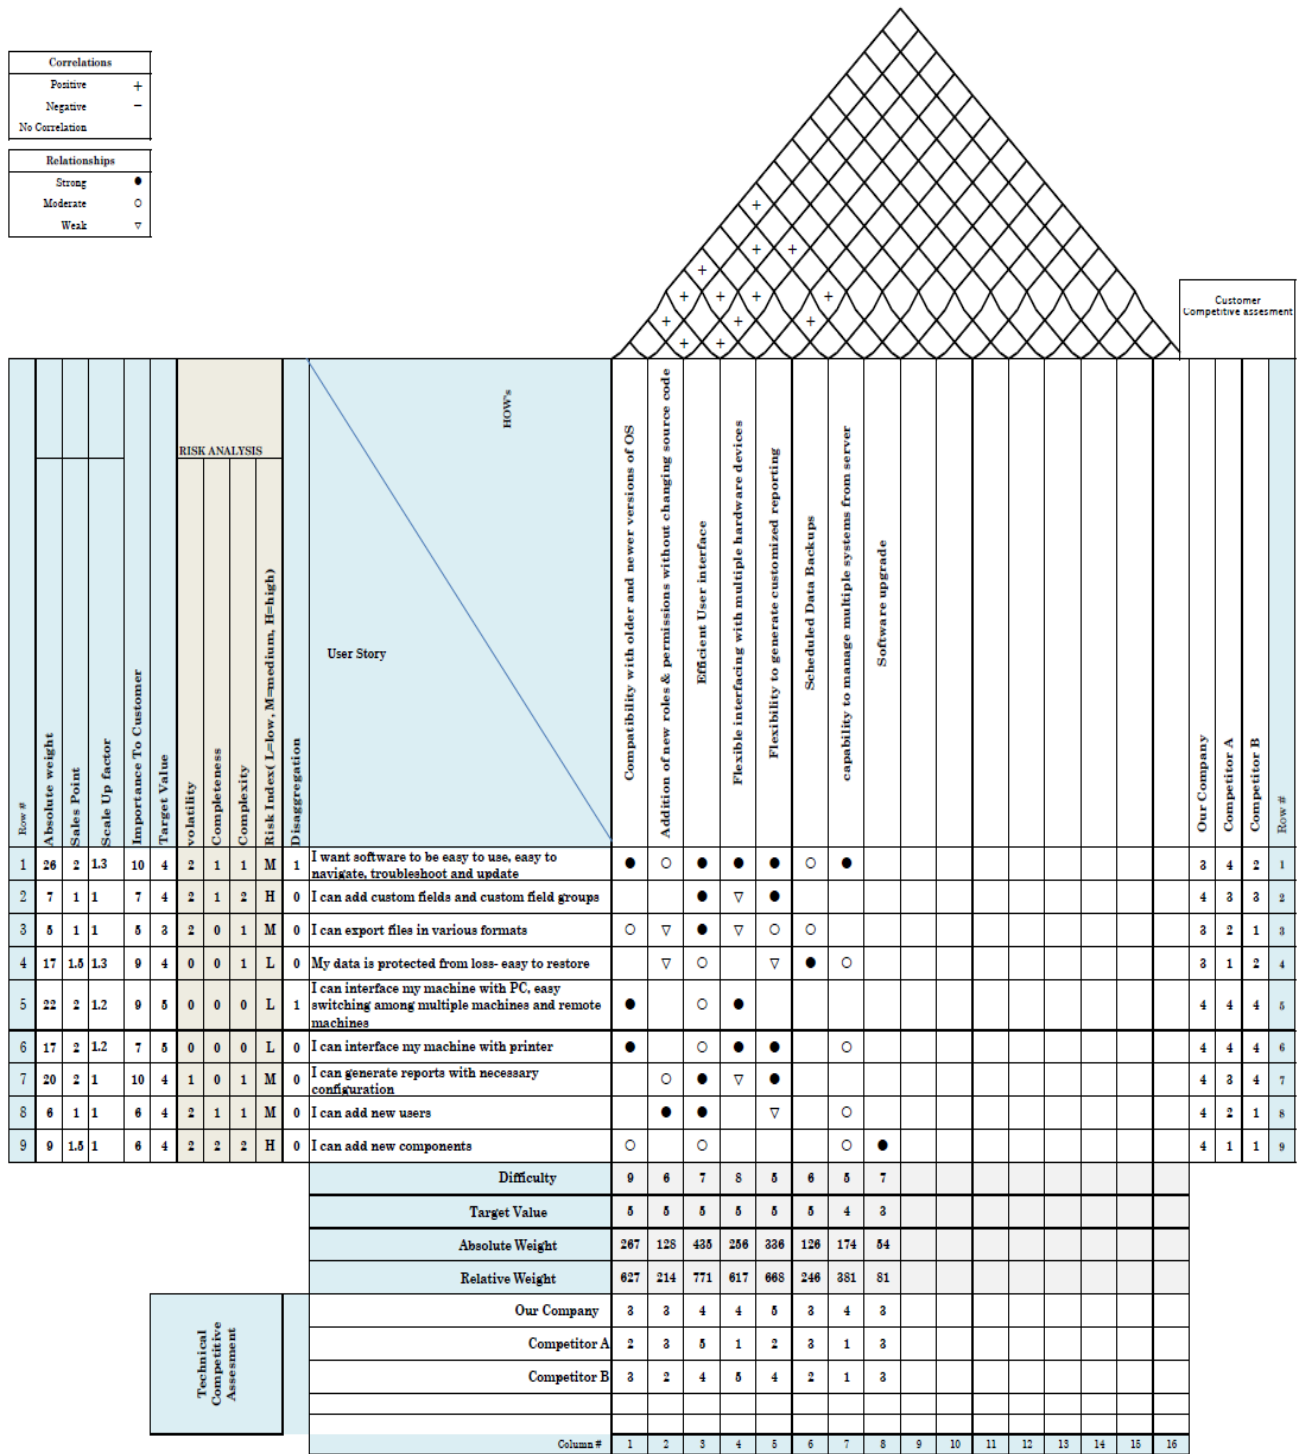 Correlations
Positive +
Negative −
No Correlation
Relationships
Strong ●
Moderate ○
Weak ▽
+
+ +
+
+ + + +
+ + +
+ +
Customer
Competitive assesment
Row #
Absolute weight
Sales Point
Scale Up factor
Importance To Customer
Target Value
RISK ANALYSIS
volatility
Completeness
Complexity
Risk Index( L=low, M=medium, H=high)
Disaggregation
HOW's
User Story
Compatibility with older and newer versions of OS
Addition of new roles & permissions without changing source code
Efficient User interface
Flexible interfacing with multiple hardware devices
Flexibility to generate customized reporting
Scheduled Data Backups
capability to manage multiple systems from server
Software upgrade
Our Company
Competitor A
Competitor B
Row #
1 26 2 1.3 10 4 2 1 1 M 1 I want software to be easy to use, easy to
navigate, troubleshoot and update ● ○ ● ● ● ○ ● 3 4 2 1
2 7 1 1 7 4 2 1 2 H 0 I can add custom fields and custom field groups ● ▽ ● 4 3 3 2
3 5 1 1 5 3 2 0 1 M 0 I can export files in various formats ○ ▽ ● ▽ ○ ○ 3 2 1 3
4 17 1.5 1.3 9 4 0 0 1 L 0 My data is protected from loss- easy to restore ▽ ○ ▽ ● ○ 3 1 2 4
I can interface my machine with PC, easy
5 22 2 1.2 9 5 0 0 0 L 1 switching among multiple machines and remote ● ○ ● 4 4 4 5
machines
6 17 2 1.2 7 5 0 0 0 L 0 I can interface my machine with printer ● ○ ● ● ○ 4 4 4 6
7 20 2 1 10 4 1 0 1 M 0 I can generate reports with necessary
configuration ○ ● ▽ ● 4 3 4 7
8 6 1 1 6 4 2 1 1 M 0 I can add new users ● ● ▽ ○ 4 2 1 8
9 9 1.5 1 6 4 2 2 2 H 0 I can add new components ○ ○ ○ ● 4 1 1 9
Difficulty 9 6 7 8 5 6 5 7
Target Value 5 5 5 5 5 5 4 3
Absolute Weight 267 128 435 256 336 126 174 54
Relative Weight 627 214 771 617 668 246 381 81
Technical
Competitive
Assesment
Our Company 3 3 4 4 5 3 4 3
Competitor A 2 3 5 1 2 3 1 3
Competitor B 3 2 4 5 4 2 1 3
Column # 1 2 3 4 5 6 7 8 9 10 11 12 13 14 15 16